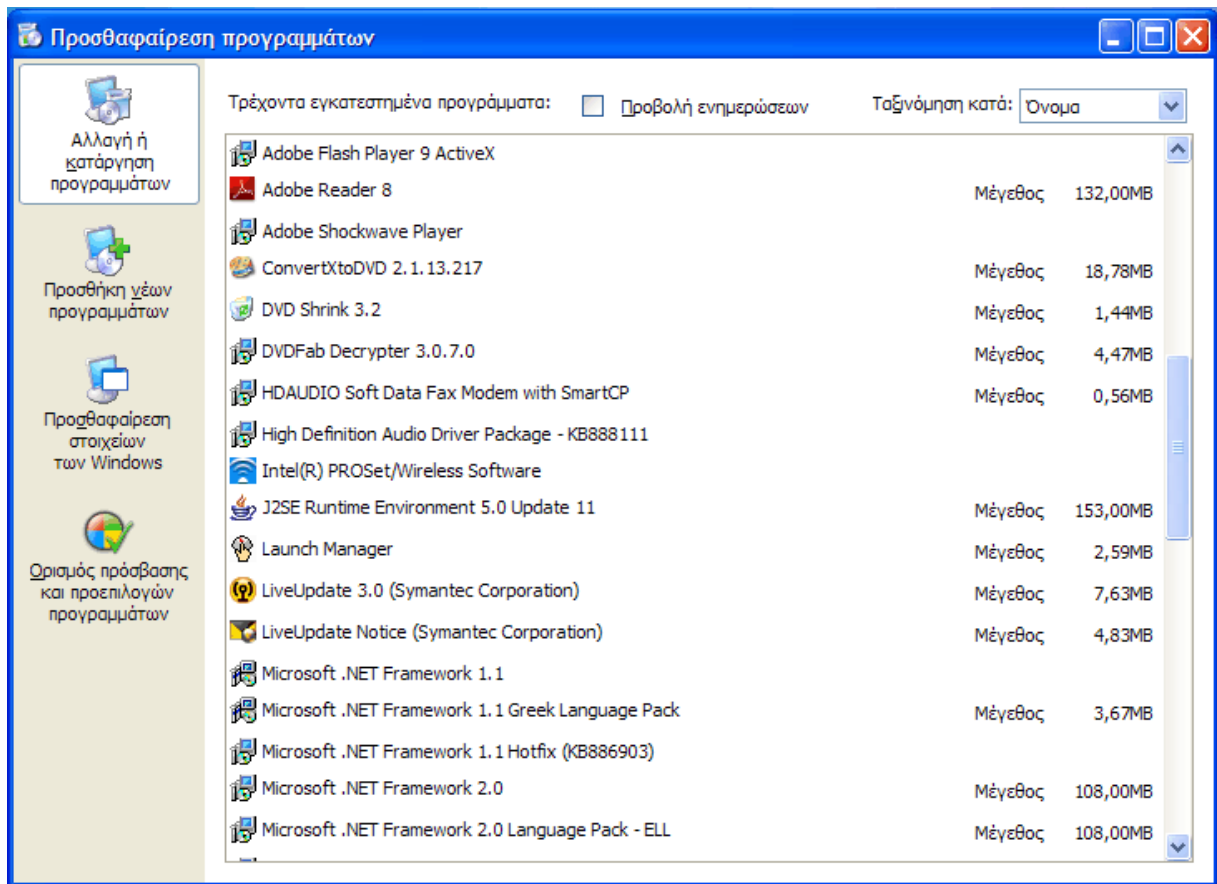 Προσθαφαίρεση προγραμμάτων
Αλλαγή ή
κατάργηση
προγραμμάτων
Προσθήκη νέων
προγραμμάτων
Προσθαφαίρεση
στοιχείων
των Windows
Ορισμός πρόσβασης
και προεπιλογών
προγραμμάτων
Τρέχοντα εγκατεστημένα προγράμματα: Προβολή ενημερώσεων Ταξινόμηση κατά: Όνομα
Adobe Flash Player 9 ActiveX
Adobe Reader 8 Μέγεθος 132,00MB
Adobe Shockwave Player
ConvertXtoDVD 2.1.13.217 Μέγεθος 18,78MB
DVD Shrink 3.2 Μέγεθος 1,44MB
DVDFab Decrypter 3.0.7.0 Μέγεθος 4,47MB
HDAUDIO Soft Data Fax Modem with SmartCP Μέγεθος 0,56MB
High Definition Audio Driver Package - KB888111
Intel(R) PROSet/Wireless Software
J2SE Runtime Environment 5.0 Update 11 Μέγεθος 153,00MB
Launch Manager Μέγεθος 2,59MB
LiveUpdate 3.0 (Symantec Corporation) Μέγεθος 7,63MB
LiveUpdate Notice (Symantec Corporation) Μέγεθος 4,83MB
Microsoft .NET Framework 1.1
Microsoft .NET Framework 1.1 Greek Language Pack Μέγεθος 3,67MB
Microsoft .NET Framework 1.1 Hotfix (KB886903)
Microsoft .NET Framework 2.0 Μέγεθος 108,00MB
Microsoft .NET Framework 2.0 Language Pack - ELL Μέγεθος 108,00MB